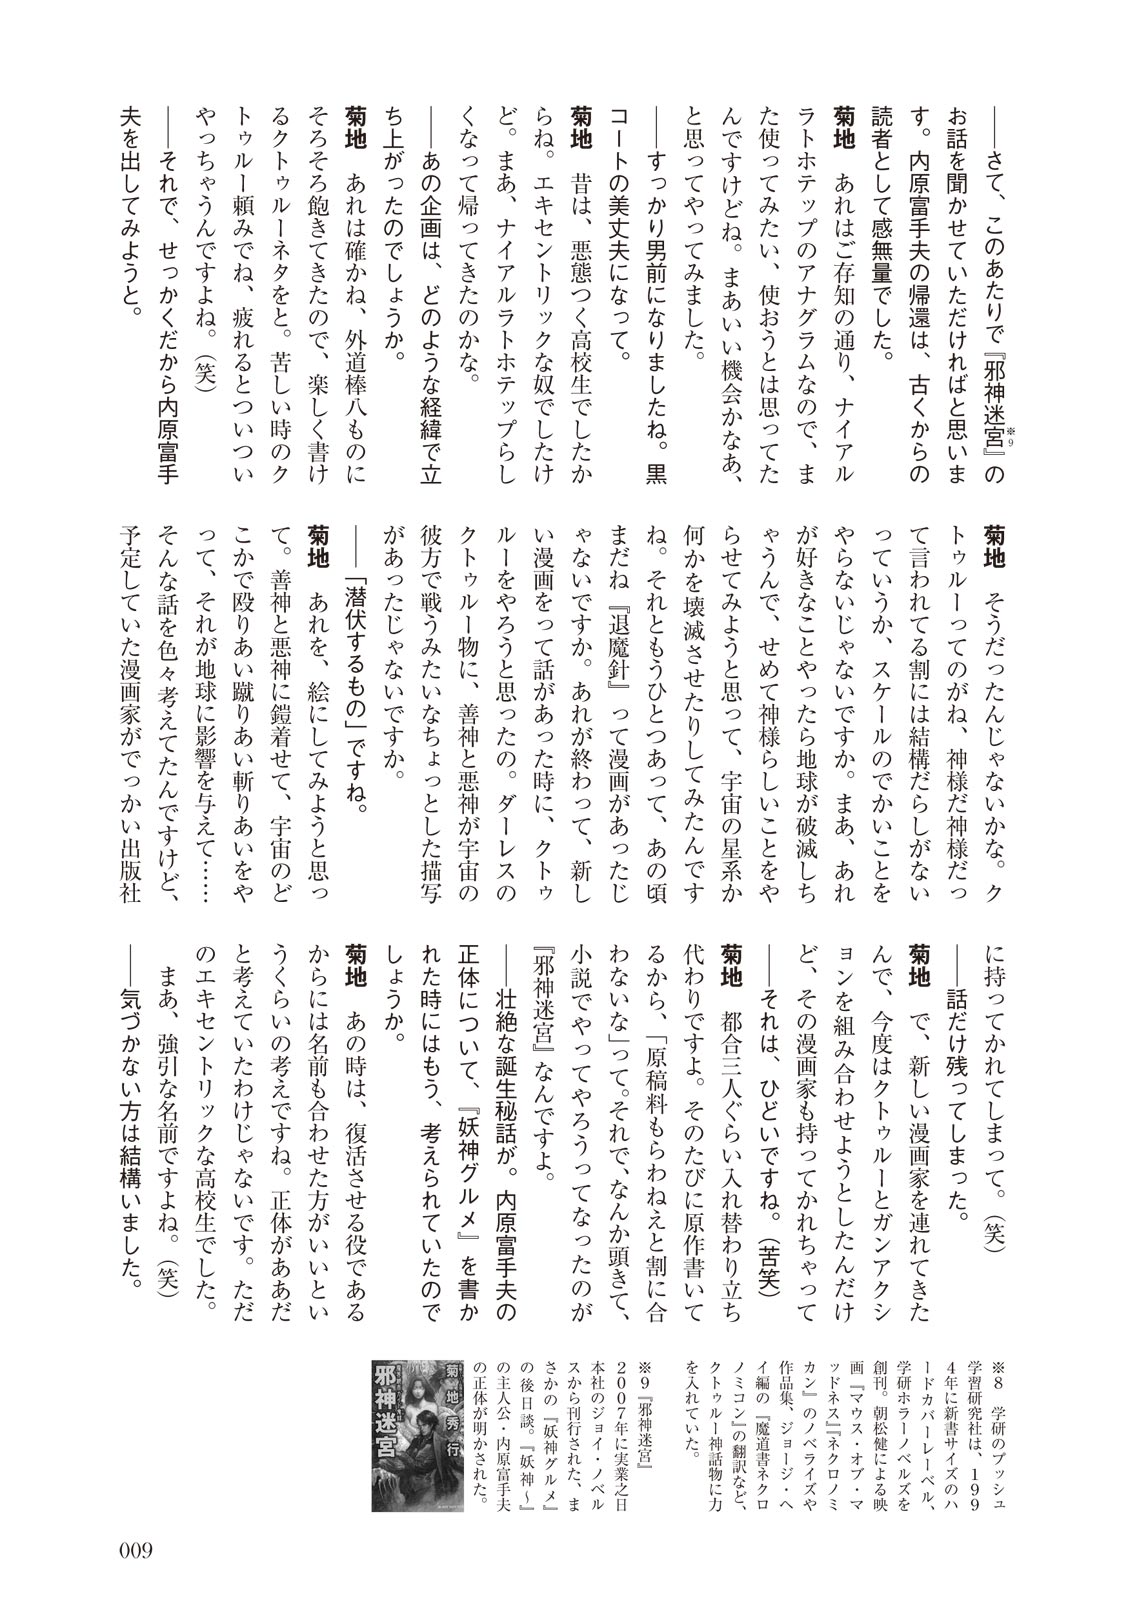 ――さて、このあたりで『邪神迷宮※9』の
お話を聞かせていただければと思いま
す。内原富手夫の帰還は、古くからの
読者として感無量でした。
菊地　あれはご存知の通り、ナイアル
ラトホテップのアナグラムなので、ま
た使ってみたい、使おうとは思ってた
んですけどね。まあいい機会かなあ、
と思ってやってみました。
――すっかり男前になりましたね。黒
コートの美丈夫になって。
菊地　昔は、悪態つく高校生でしたか
らね。エキセントリックな奴でしたけ
ど。まあ、ナイアルラトホテップらし
くなって帰ってきたのかな。
――あの企画は、どのような経緯で立
ち上がったのでしょうか。
菊地　あれは確かね、外道棒八ものに
そろそろ飽きてきたので、楽しく書け
るクトゥルーネタをと。苦しい時のク
トゥルー頼みでね、疲れるとついつい
やっちゃうんですよね。（笑）
――それで、せっかくだから内原富手
夫を出してみようと。
菊地　そうだったんじゃないかな。ク
トゥルーってのがね、神様だ神様だっ
て言われてる割には結構だらしがない
っていうか、スケールのでかいことを
やらないじゃないですか。まあ、あれ
が好きなことやったら地球が破滅しち
ゃうんで、せめて神様らしいことをや
らせてみようと思って、宇宙の星系か
何かを壊滅させたりしてみたんです
ね。それともうひとつあって、あの頃
まだね『退魔針』って漫画があったじ
ゃないですか。あれが終わって、新し
い漫画をって話があった時に、クトゥ
ルーをやろうと思ったの。ダーレスの
クトゥルー物に、善神と悪神が宇宙の
彼方で戦うみたいなちょっとした描写
があったじゃないですか。
――「潜伏するもの」ですね。
菊地　あれを、絵にしてみようと思っ
て。善神と悪神に鎧着せて、宇宙のど
こかで殴りあい蹴りあい斬りあいをや
って、それが地球に影響を与えて……
そんな話を色々考えてたんですけど、
予定していた漫画家がでっかい出版社
に持ってかれてしまって。（笑）
――話だけ残ってしまった。
菊地　で、新しい漫画家を連れてきた
んで、今度はクトゥルーとガンアクシ
ョンを組み合わせようとしたんだけ
ど、その漫画家も持ってかれちゃって
――それは、ひどいですね。（苦笑）
菊地　都合三人ぐらい入れ替わり立ち
代わりですよ。そのたびに原作書いて
るから、「原稿料もらわねえと割に合
わないな」って。それで、なんか頭きて、
小説でやってやろうってなったのが
『邪神迷宮』なんですよ。
――壮絶な誕生秘話が。内原富手夫の
正体について、『妖神グルメ』を書か
れた時にはもう、考えられていたので
しょうか。
菊地　あの時は、復活させる役である
からには名前も合わせた方がいいとい
うくらいの考えですね。正体がああだ
と考えていたわけじゃないです。ただ
のエキセントリックな高校生でした。
　まあ、強引な名前ですよね。（笑）
――気づかない方は結構いました。
※8　学研のプッシュ
学習研究社は、199
4年に新書サイズのハ
ードカバーレーベル、
学研ホラーノベルズを
創刊。朝松健による映
画『マウス・オブ・マ
ッドネス』『ネクロノミ
カン』のノベライズや
作品集、ジョージ・ヘ
イ編の『魔道書ネクロ
ノミコン』の翻訳など、
クトゥルー神話物に力
を入れていた。
※9『邪神迷宮』
2007年に実業之日
本社のジョイ・ノベル
スから刊行された、ま
さかの『妖神グルメ』
の後日談。『妖神～』
の主人公・内原富手夫
の正体が明かされた。
菊地秀行
邪神迷宮
009